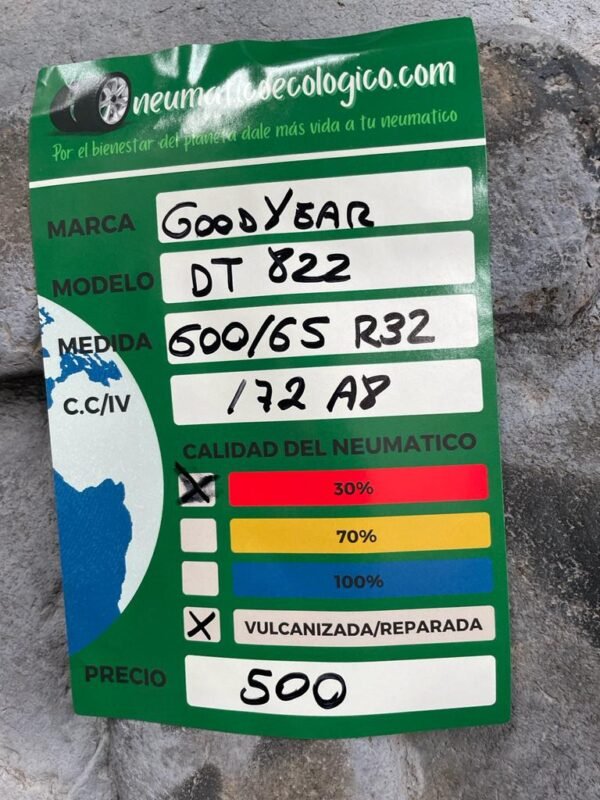 neumaticoecologico.com
Por el bienestar del planeta dale más vida a tu neumatico
MARCA GOODYEAR
MODELO DT 822
MEDIDA 600/65 R32
C.C/IV 172 A8
CALIDAD DEL NEUMATICO
X 30%
70%
100%
X VULCANIZADA/REPARADA
PRECIO 500